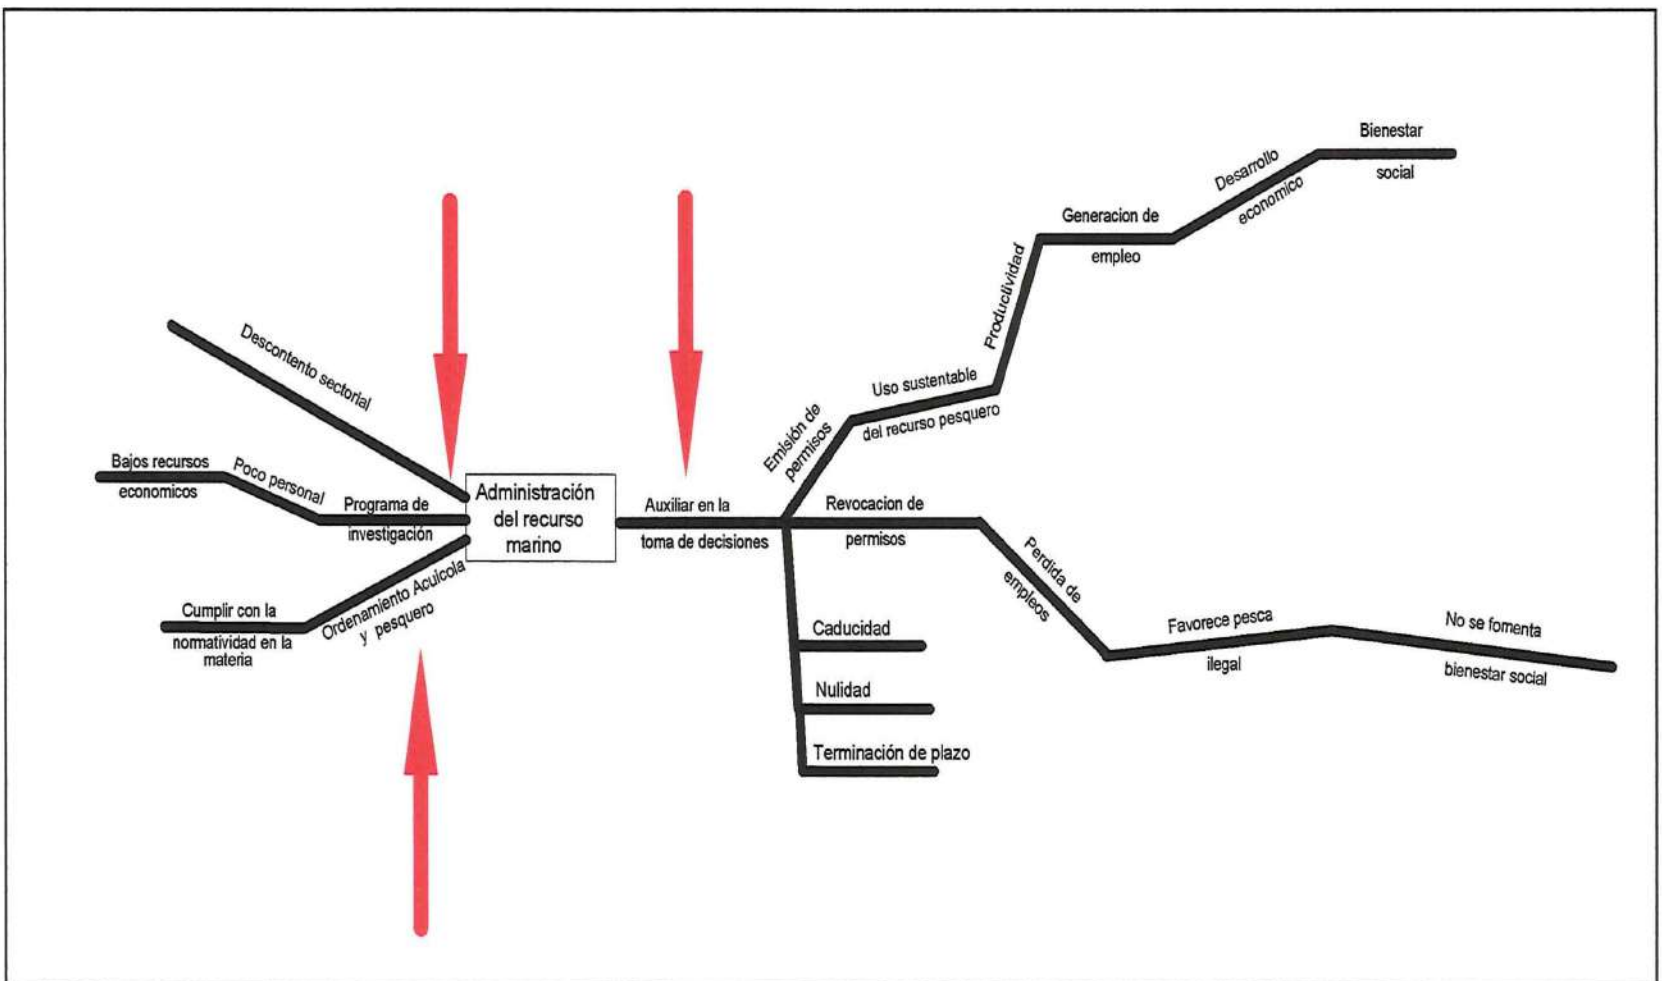 Bienestar
social
Desarrollo
economico
Generacion de
empleo
Productividad
Uso sustentable
del recurso pesquero
Emisión de
permisos
Descontento sectorial
Bajos recursos
economicos
Poco personal
Programa de
investigación
Administración
del recurso
marino
Auxiliar en la
toma de decisiones
Revocacion de
permisos
Perdida de
empleos
Favorece pesca
ilegal
No se fomenta
bienestar social
Ordenamiento Acuicola
y pesquero
Cumplir con la
normatividad en la
materia
Caducidad
Nulidad
Terminación de plazo